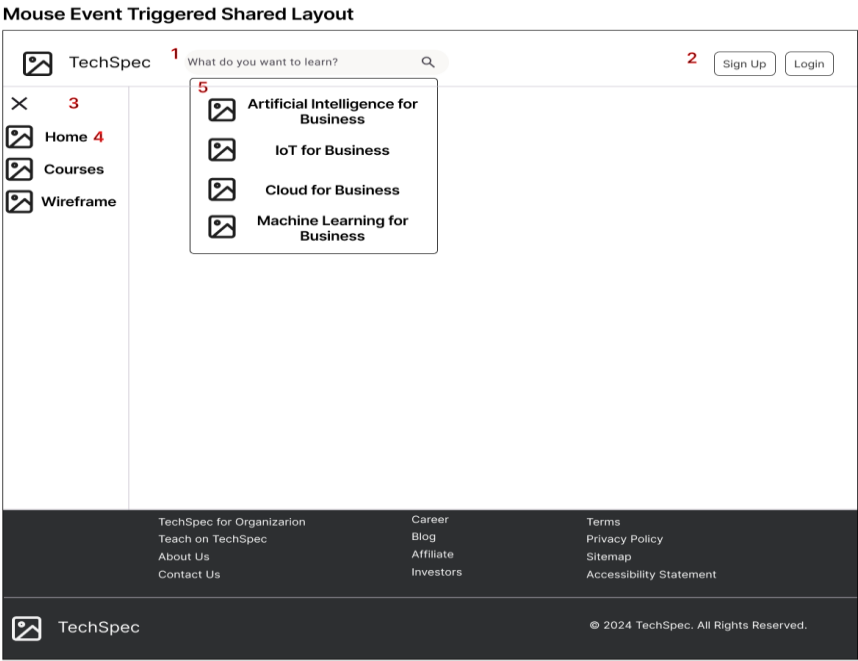 Mouse Event Triggered Shared Layout
TechSpec
1
What do you want to learn?
2
Sign Up
Login
3
Home 4
Courses
Wireframe
5
Artificial Intelligence for
Business
IoT for Business
Cloud for Business
Machine Learning for
Business
TechSpec for Organizarion
Teach on TechSpec
About Us
Contact Us
Career
Blog
Affiliate
Investors
Terms
Privacy Policy
Sitemap
Accessibility Statement
TechSpec
© 2024 TechSpec. All Rights Reserved.